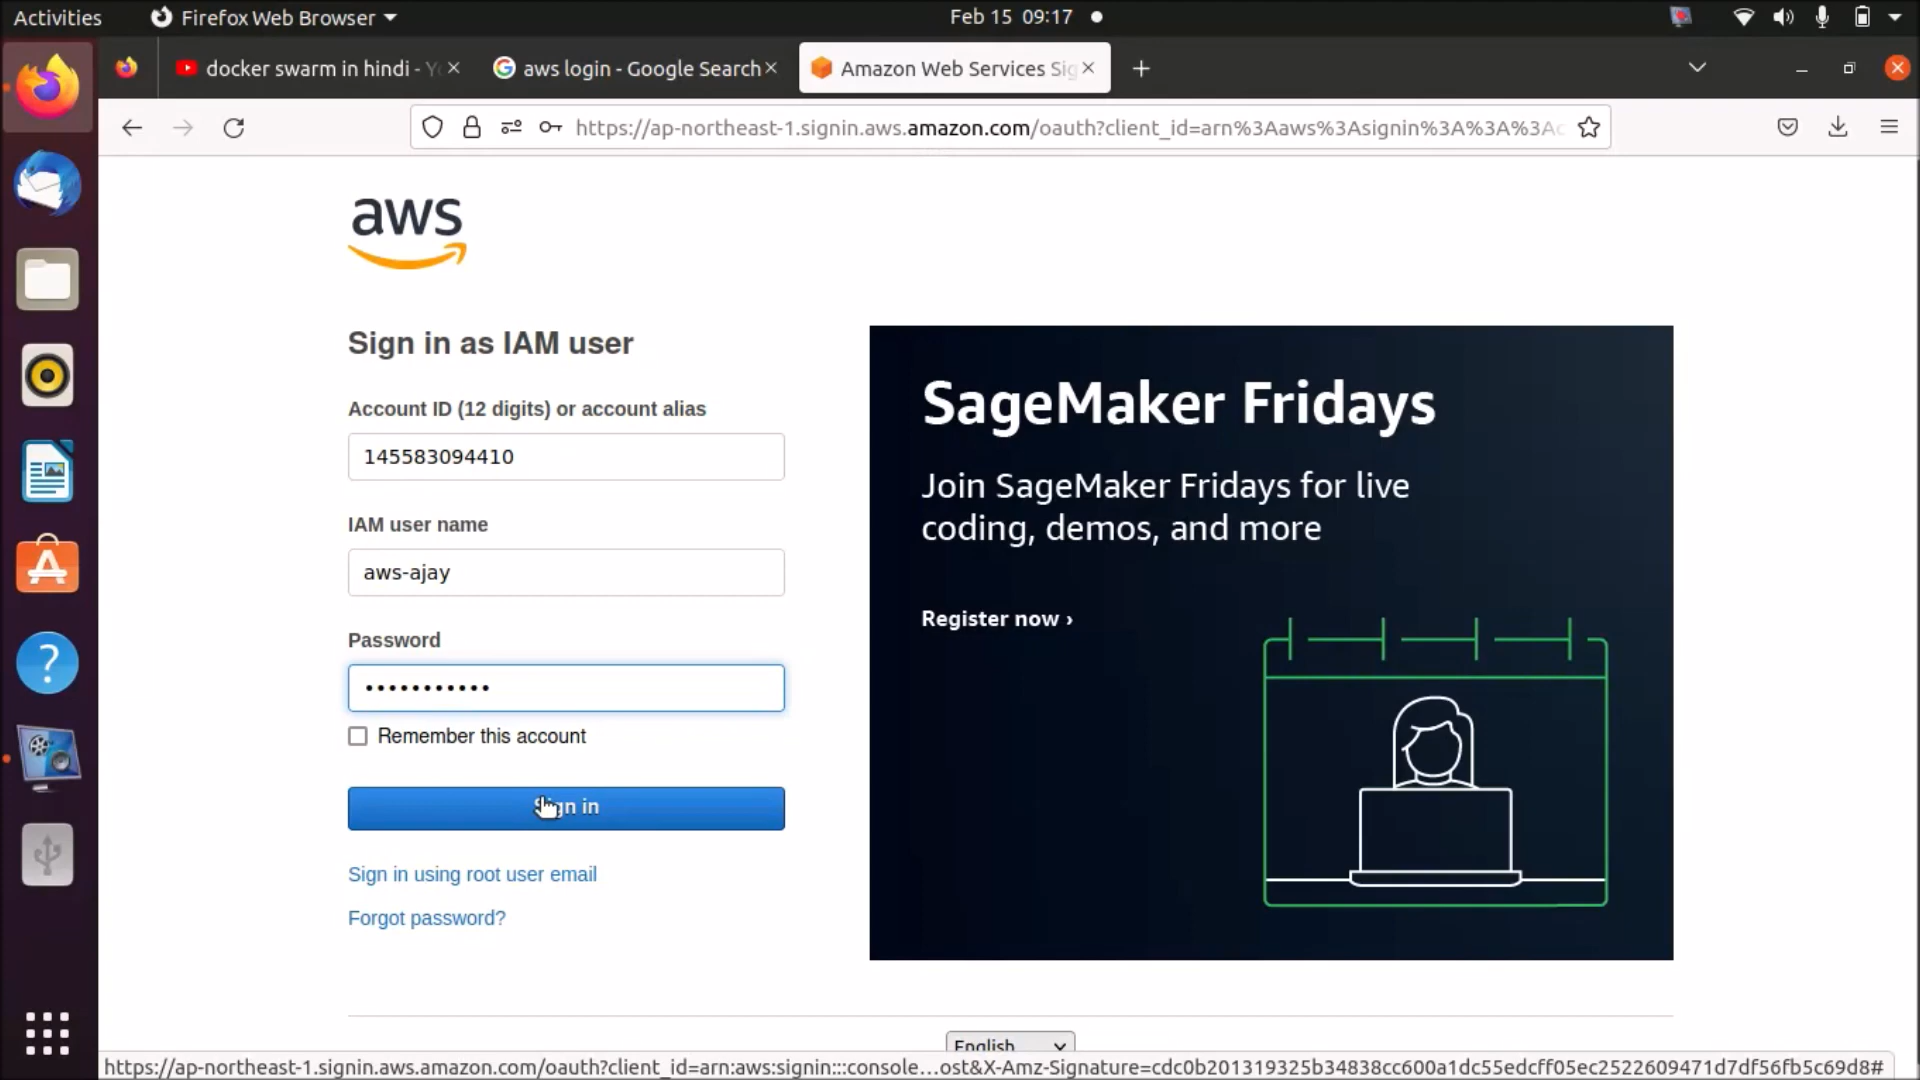 Activities
Firefox Web Browser
Feb 15 09:17
docker swarm in hindi -
aws login - Google Search
Amazon Web Services Sig
https://ap-northeast-1.signin.aws.amazon.com/oauth?client_id=arn%3Aaws%3Asignin%3A%3A%3Ac
aws
Sign in as IAM user
Account ID (12 digits) or account alias
145583094410
IAM user name
aws-ajay
Password
•••••••••••
Remember this account
Sign in
Sign in using root user email
Forgot password?
SageMaker Fridays
Join SageMaker Fridays for live
coding, demos, and more
Register now ›
English
https://ap-northeast-1.signin.aws.amazon.com/oauth?client_id=arn:aws:signin:::console...ost&X-Amz-Signature=cdc0b201319325b34838cc600a1dc55edcff05ec2522609471d7df56fb5c69d8#